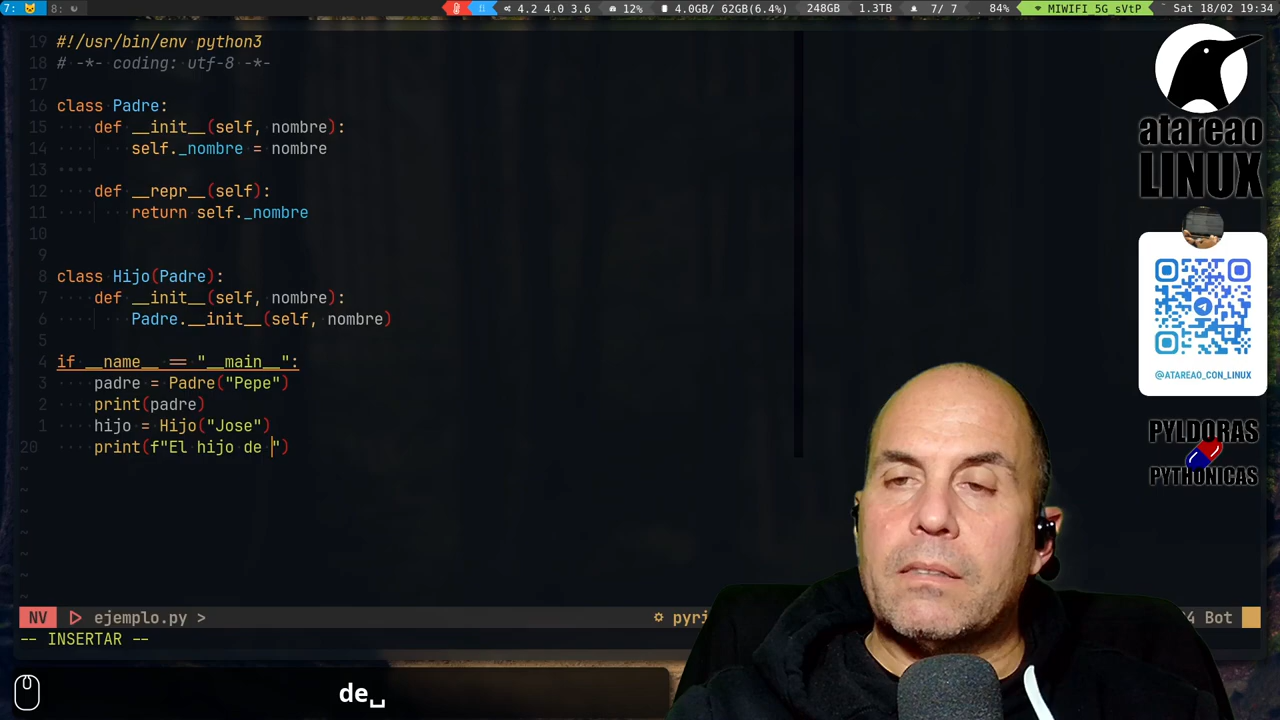 7: 8: 4.2 4.0 3.6 12% 4.0GB/ 62GB(6.4%) 248GB 1.3TB 7/ 7 84% MIWIFI_5G_sVtP Sat 18/02 19:34
19 #!/usr/bin/env python3
18 # -*- coding: utf-8 -*-
17
16 class Padre:
15 def __init__(self, nombre):
14 self._nombre = nombre
13
12 def __repr__(self):
11 return self._nombre
10
9
8 class Hijo(Padre):
7 def __init__(self, nombre):
6 Padre.__init__(self, nombre)
5
4 if __name__ == "__main__":
3 padre = Padre("Pepe")
2 print(padre)
1 hijo = Hijo("Jose")
20 print(f"El hijo de ")
~
~
~
~
~
~
~
NV ejemplo.py > pyri 4 Bot
-- INSERTAR --
de␣
atareao
LINUX
@ATAREAO_CON_LINUX
PYLDORAS
PYTHONICAS